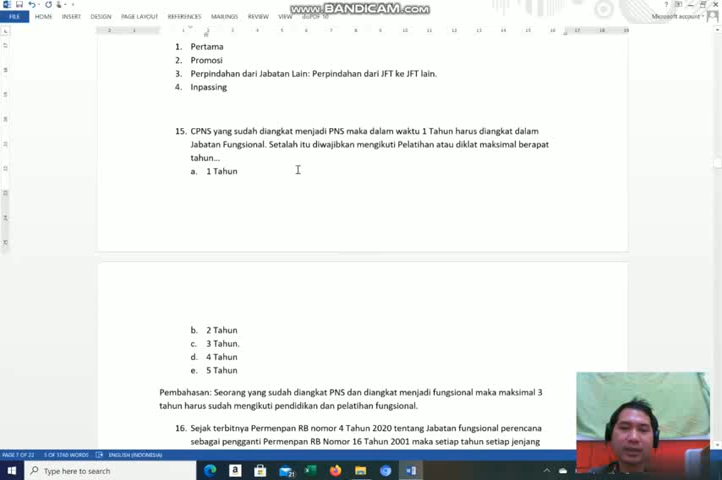 www.BANDICAM.com
FILE HOME INSERT DESIGN PAGE LAYOUT REFERENCES MAILINGS REVIEW VIEW
Microsoft account
1. Pertama
2. Promosi
3. Perpindahan dari Jabatan Lain: Perpindahan dari JFT ke JFT lain.
4. Inpassing
15. CPNS yang sudah diangkat menjadi PNS maka dalam waktu 1 Tahun harus diangkat dalam
Jabatan Fungsional. Setalah itu diwajibkan mengikuti Pelatihan atau diklat maksimal berapat
tahun...
a. 1 Tahun
b. 2 Tahun
c. 3 Tahun.
d. 4 Tahun
e. 5 Tahun
Pembahasan: Seorang yang sudah diangkat PNS dan diangkat menjadi fungsional maka maksimal 3
tahun harus sudah mengikuti pendidikan dan pelatihan fungsional.
16. Sejak terbitnya Permenpan RB nomor 4 Tahun 2020 tentang Jabatan fungsional perencana
sebagai pengganti Permenpan RB Nomor 16 Tahun 2001 maka setiap tahun setiap jenjang
PAGE 7 OF 22 ENGLISH (INDONESIA)
Type here to search